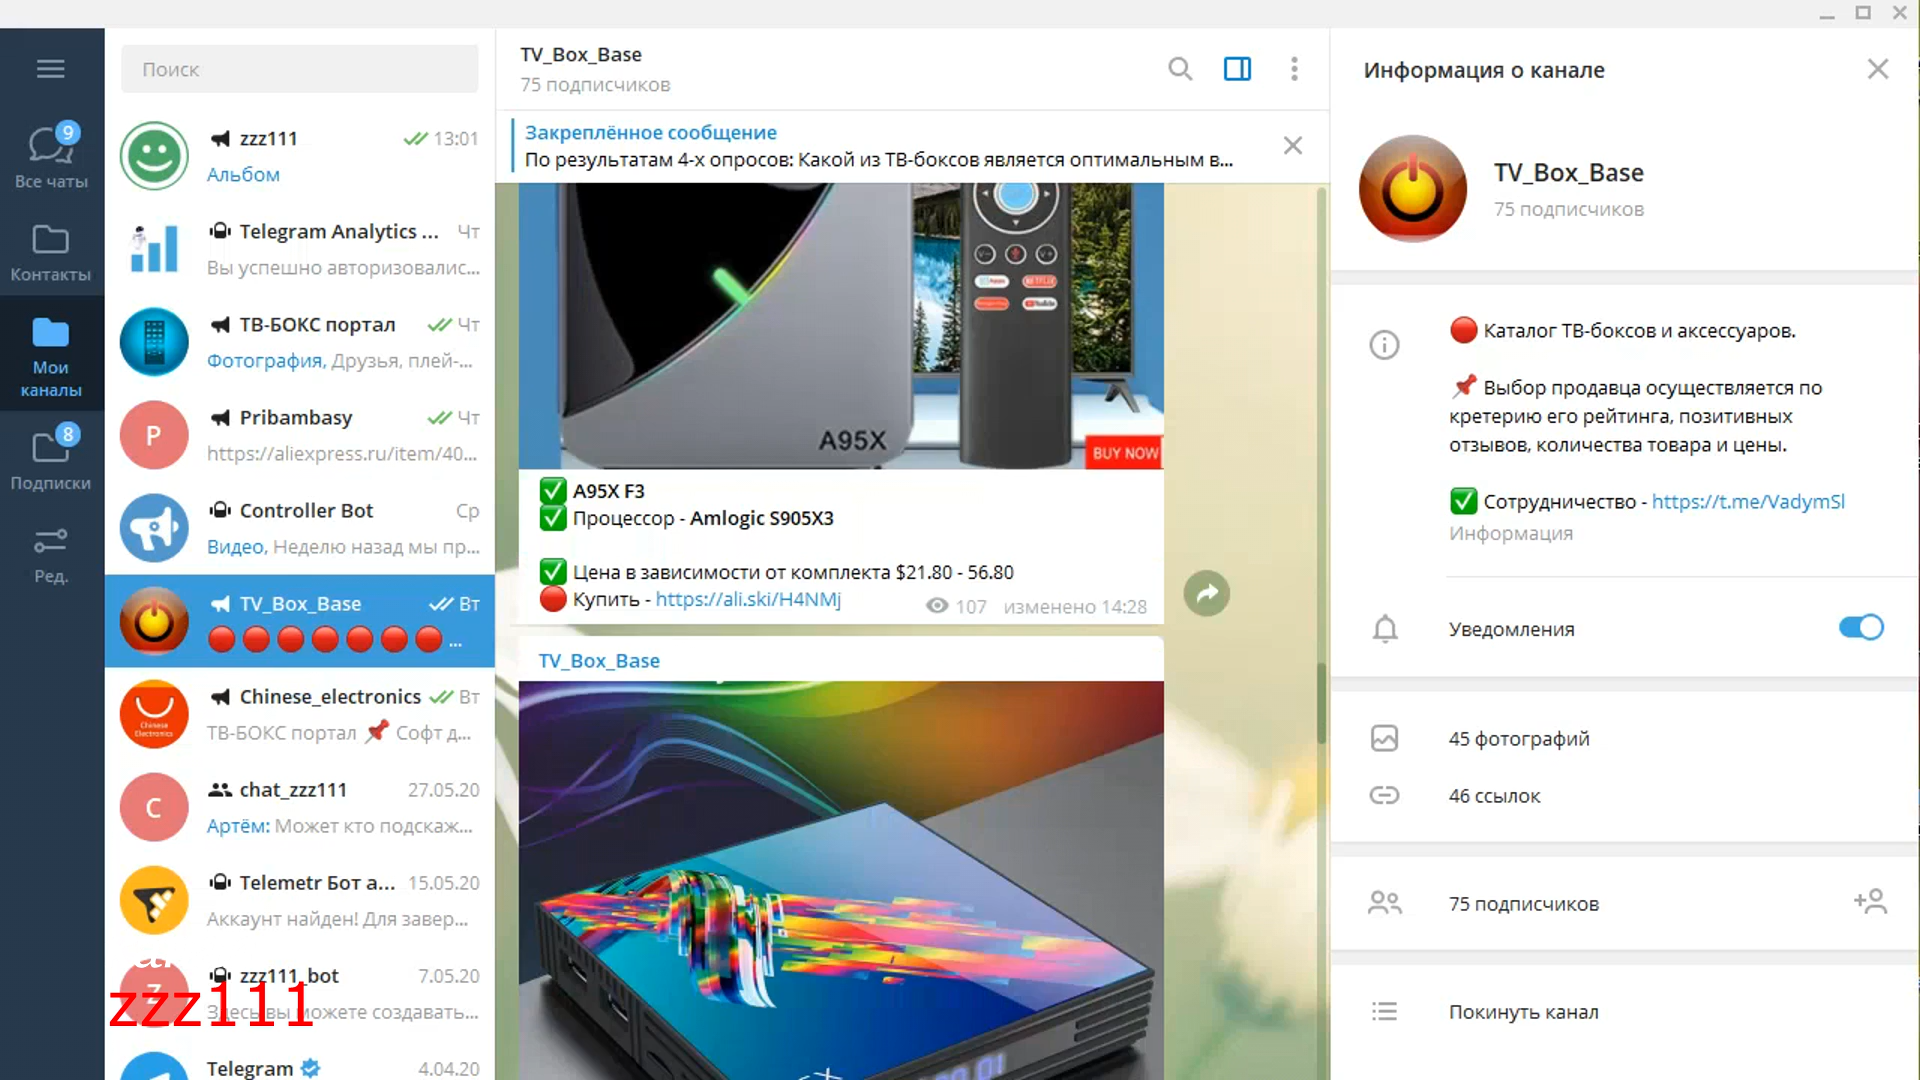 Все чаты
9
Контакты
Мои
каналы
Подписки
8
Ред.
Поиск
zzz111
13:01
Альбом
Telegram Analytics ...
Чт
Вы успешно авторизовалис...
ТВ-БОКС портал
Чт
Фотография, Друзья, плей-...
P
Pribambasy
Чт
https://aliexpress.ru/item/40...
Controller Bot
Ср
Видео, Неделю назад мы пр...
TV_Box_Base
Вт
...
Chinese Electronics
Chinese_electronics
Вт
ТВ-БОКС портал 📌 Софт д...
C
chat_zzz111
27.05.20
Артём: Может кто подскаж...
Telemetr Бот а...
15.05.20
Аккаунт найден! Для завер...
Z
zzz111_bot
7.05.20
Здесь вы можете создавать...
zzz111
Telegram
4.04.20
TV_Box_Base
75 подписчиков
Закреплённое сообщение
По результатам 4-х опросов: Какой из ТВ-боксов является оптимальным в...
NETFLIX
YouTube
A95X
BUY NOW
✅ A95X F3
✅ Процессор - Amlogic S905X3
✅ Цена в зависимости от комплекта $21.80 - 56.80
🔴 Купить - https://ali.ski/H4NMj
107 изменено 14:28
TV_Box_Base
Информация о канале
TV_Box_Base
75 подписчиков
🔴 Каталог ТВ-боксов и аксессуаров.
📌 Выбор продавца осуществляется по
кретерию его рейтинга, позитивных
отзывов, количества товара и цены.
✅ Сотрудничество - https://t.me/VadymSl
Информация
Уведомления
45 фотографий
46 ссылок
75 подписчиков
Покинуть канал